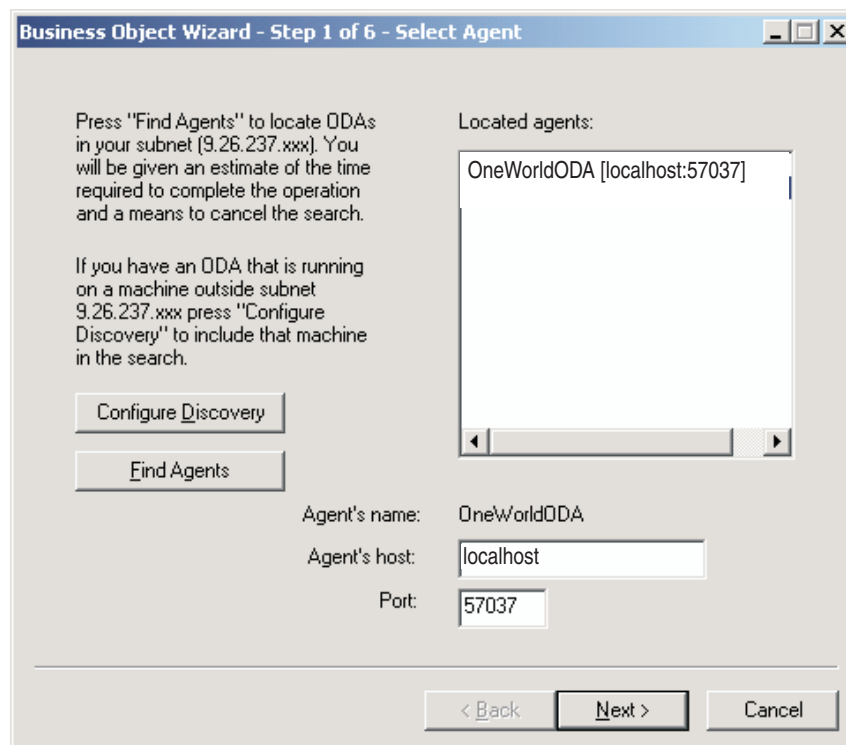 Business Object Wizard - Step 1 of 6 - Select Agent
Press "Find Agents" to locate ODAs
in your subnet (9.26.237.xxx). You
will be given an estimate of the time
required to complete the operation
and a means to cancel the search.
If you have an ODA that is running
on a machine outside subnet
9.26.237.xxx press "Configure
Discovery" to include that machine
in the search.
Configure Discovery
Find Agents
Located agents:
OneWorldODA [localhost:57037]
Agent's name: OneWorldODA
Agent's host: localhost
Port: 57037
< Back Next > Cancel